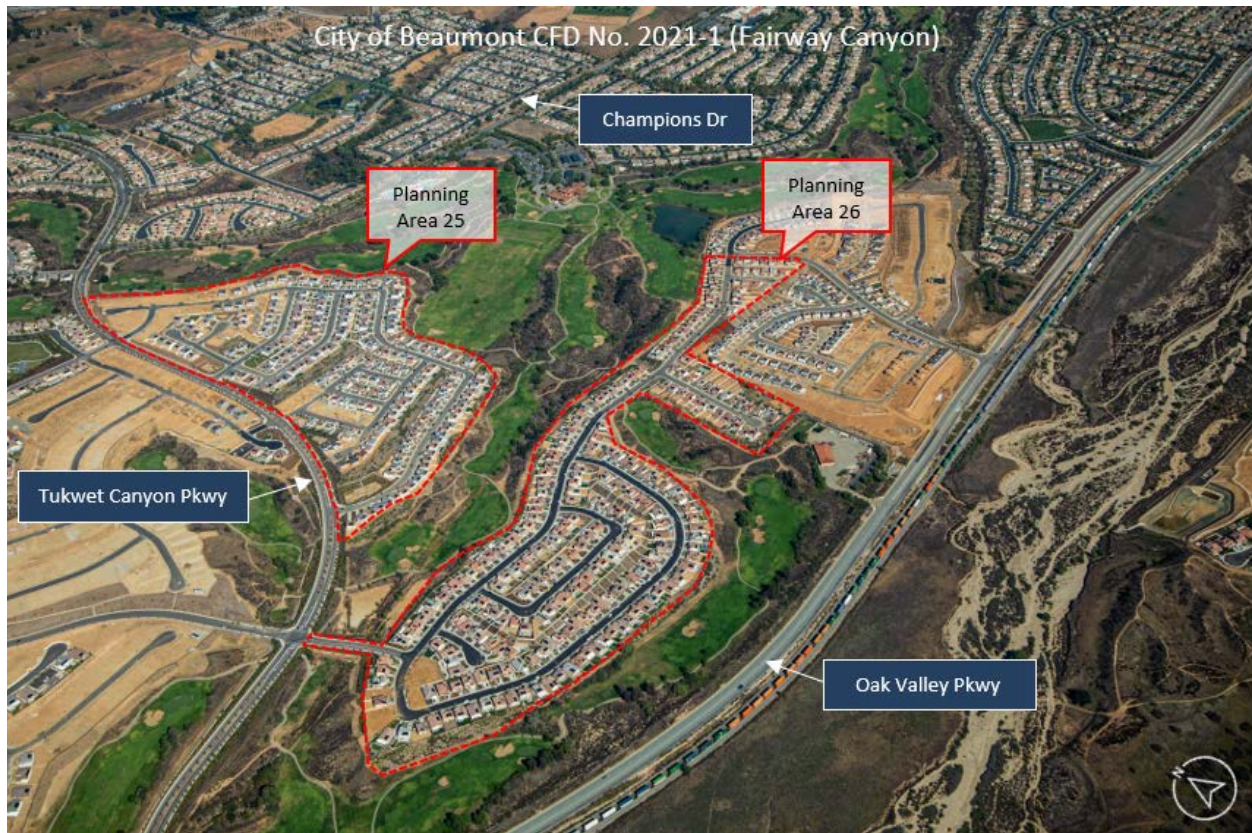 City of Beaumont CFD No. 2021-1 (Fairway Canyon)
Champions Dr
Planning
Area 25
Planning
Area 26
Tukwet Canyon Pkwy
Oak Valley Pkwy
N